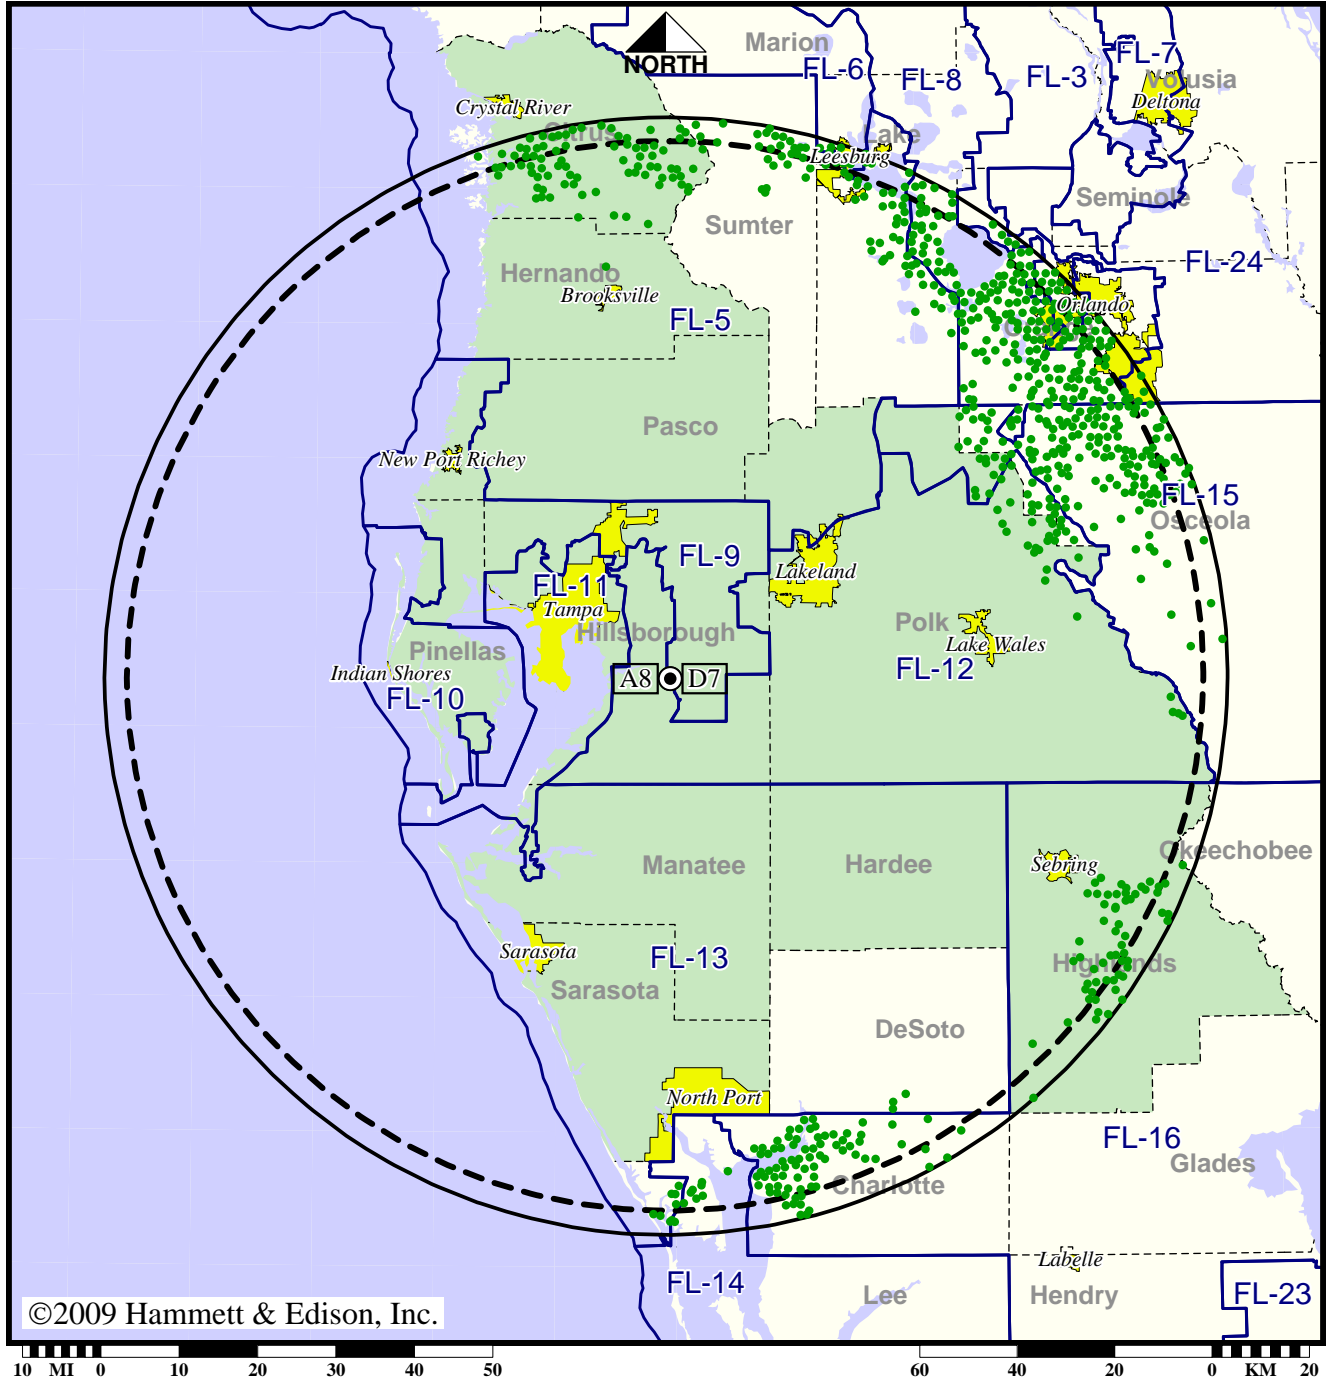 NORTH
Marion
FL-6
FL-8
FL-3
FL-7
Volusia
Deltona
Crystal River
Citrus
Lake
Leesburg
Seminole
Sumter
FL-24
Hernando
Brooksville
FL-5
Orlando
Pasco
New Port Richey
FL-15
Osceola
FL-9
FL-11
Tampa
Lakeland
Hillsborough
Polk
Lake Wales
Pinellas
Indian Shores
FL-10
A8
D7
FL-12
Manatee
Hardee
Sebring
Okeechobee
Sarasota
FL-13
Highlands
Sarasota
DeSoto
North Port
FL-16
Glades
Charlotte
Labelle
FL-14
Lee
Hendry
FL-23
©2009 Hammett & Edison, Inc.
10 MI 0 10 20 30 40 50
60 40 20 0 KM 20